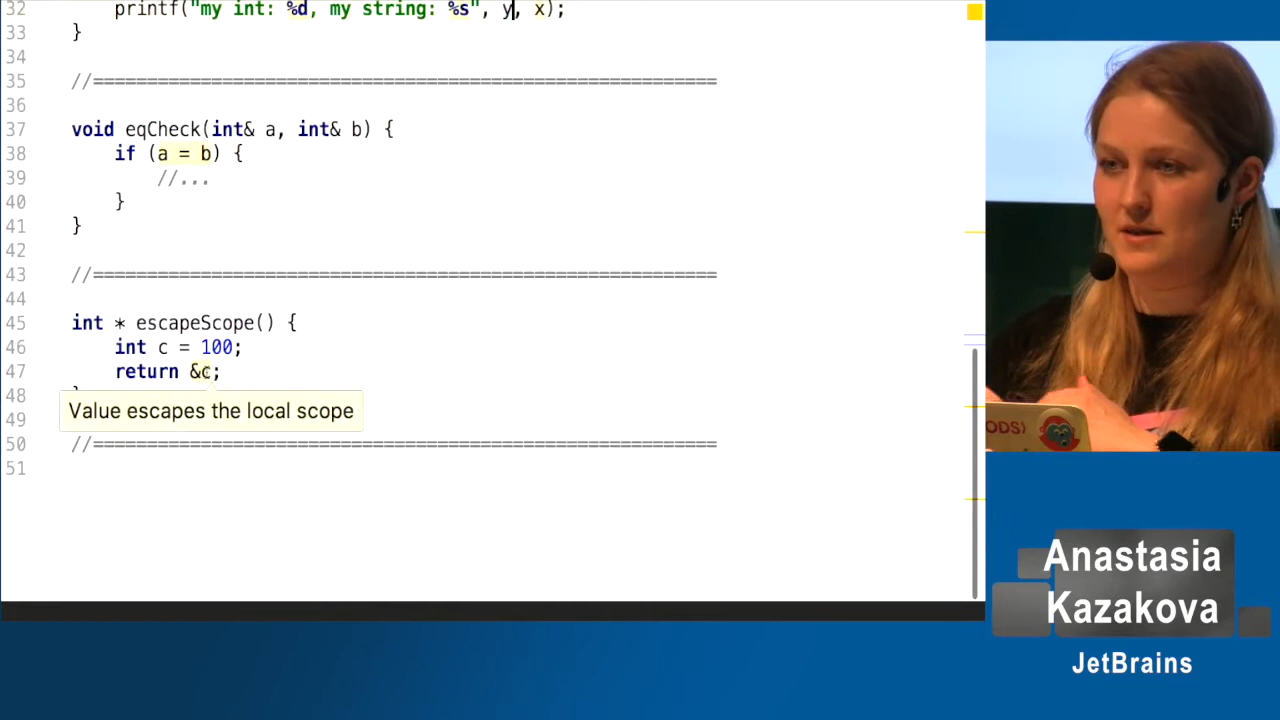 32 printf("my int: %d, my string: %s", y, x);
33 }
34
35 //==========================================================
36
37 void eqCheck(int& a, int& b) {
38 if (a = b) {
39 //...
40 }
41 }
42
43 //==========================================================
44
45 int * escapeScope() {
46 int c = 100;
47 return &c;
48
Value escapes the local scope
49
50 //==========================================================
51
ODS)
Anastasia
Kazakova
JetBrains